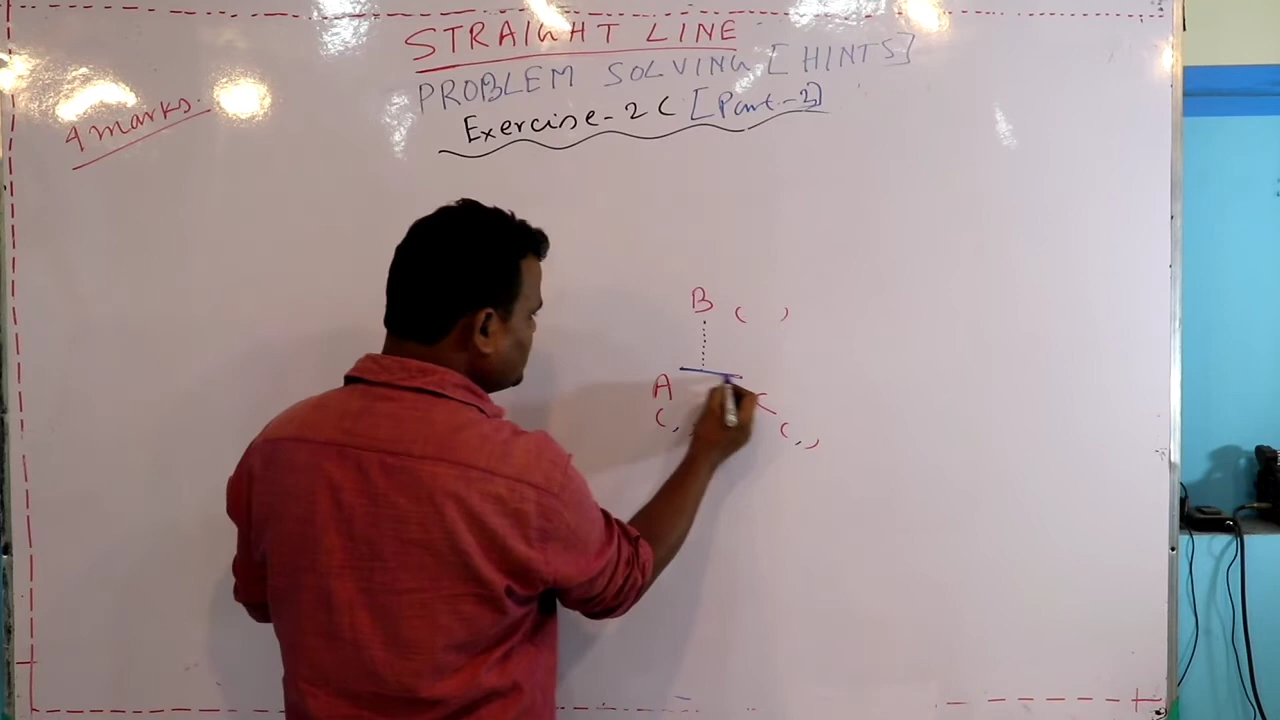 STRAIGHT LINE
PROBLEM SOLVING [HINTS]
Exercise-2C [Part-2]
4 marks.
B ( )
A
( ,
( , )